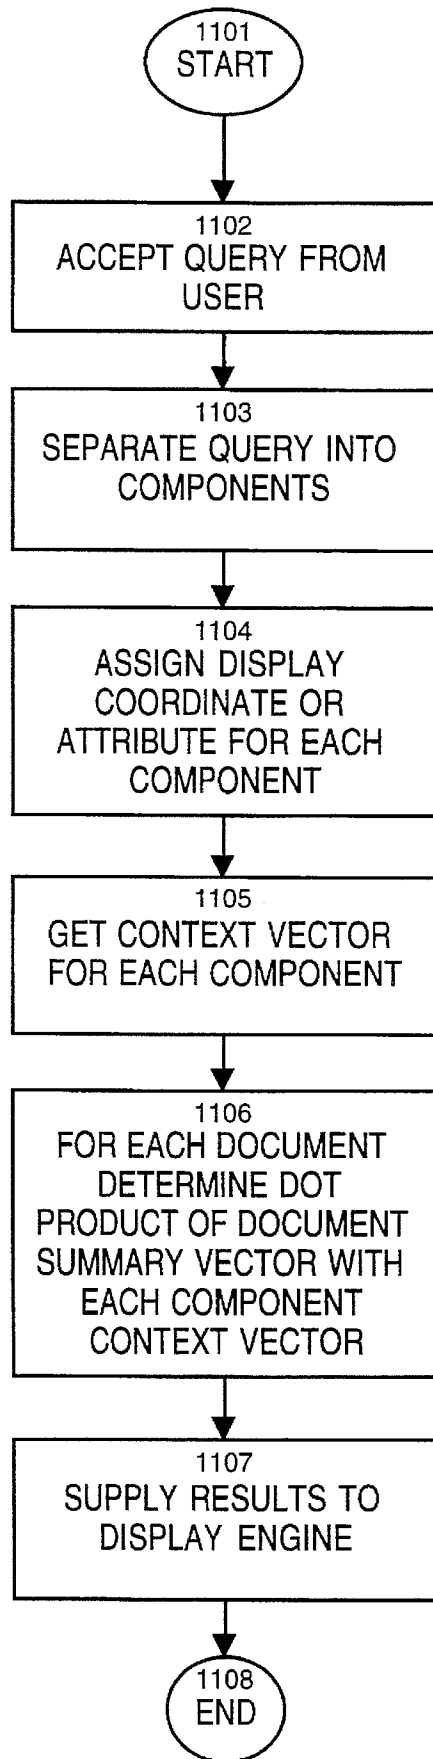 1101
START
1102
ACCEPT QUERY FROM
USER
1103
SEPARATE QUERY INTO
COMPONENTS
1104
ASSIGN DISPLAY
COORDINATE OR
ATTRIBUTE FOR EACH
COMPONENT
1105
GET CONTEXT VECTOR
FOR EACH COMPONENT
1106
FOR EACH DOCUMENT
DETERMINE DOT
PRODUCT OF DOCUMENT
SUMMARY VECTOR WITH
EACH COMPONENT
CONTEXT VECTOR
1107
SUPPLY RESULTS TO
DISPLAY ENGINE
1108
END